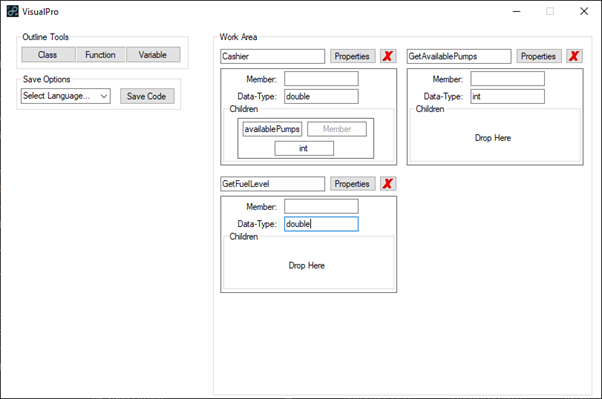 VisualPro
Outline Tools
Class Function Variable
Save Options
Select Language... Save Code
Work Area
Cashier Properties X
Member:
Data-Type: double
Children
availablePumps Member
int
GetAvailablePumps Properties X
Member:
Data-Type: int
Children
Drop Here
GetFuelLevel Properties X
Member:
Data-Type: double
Children
Drop Here